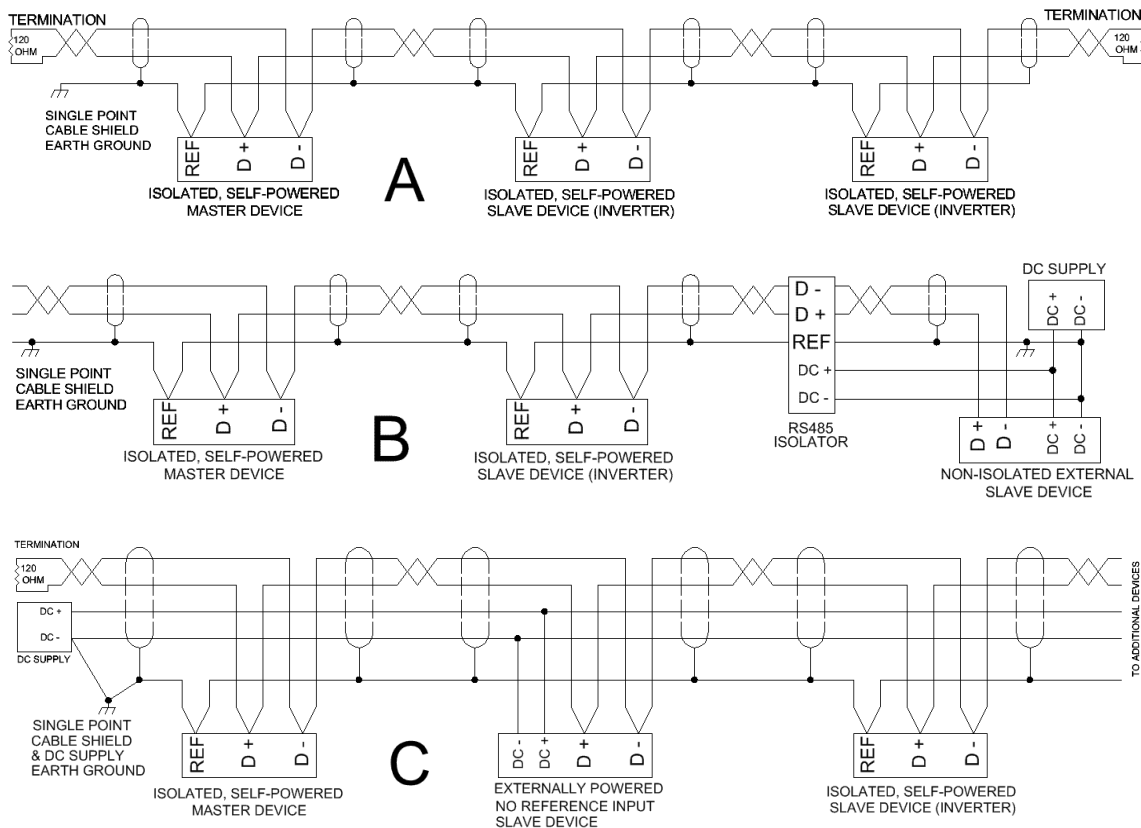 TERMINATION
120
OHM
TERMINATION
120
OHM
SINGLE POINT
CABLE SHIELD
EARTH GROUND
REF
D +
D -
ISOLATED, SELF-POWERED
MASTER DEVICE
A
REF
D +
D -
ISOLATED, SELF-POWERED
SLAVE DEVICE (INVERTER)
REF
D +
D -
ISOLATED, SELF-POWERED
SLAVE DEVICE (INVERTER)
SINGLE POINT
CABLE SHIELD
EARTH GROUND
REF
D +
D -
ISOLATED, SELF-POWERED
MASTER DEVICE
B
REF
D +
D -
ISOLATED, SELF-POWERED
SLAVE DEVICE (INVERTER)
D -
D +
REF
DC +
DC -
RS485
ISOLATOR
DC SUPPLY
DC +
DC -
D +
D -
DC +
DC -
NON-ISOLATED EXTERNAL
SLAVE DEVICE
TERMINATION
120
OHM
DC +
DC -
DC SUPPLY
SINGLE POINT
CABLE SHIELD
& DC SUPPLY
EARTH GROUND
REF
D +
D -
ISOLATED, SELF-POWERED
MASTER DEVICE
C
DC -
DC +
D +
D -
EXTERNALLY POWERED
NO REFERENCE INPUT
SLAVE DEVICE
REF
D +
D -
ISOLATED, SELF-POWERED
SLAVE DEVICE (INVERTER)
TO ADDITIONAL DEVICES